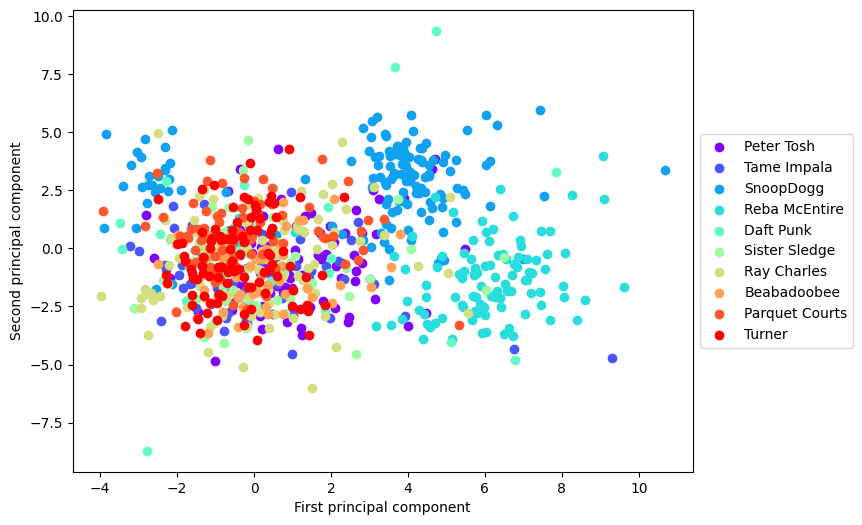 10.0
7.5
5.0
2.5
0.0
−2.5
−5.0
−7.5
Second principal component
−4
−2
0
2
4
6
8
10
First principal component
Peter Tosh
Tame Impala
SnoopDogg
Reba McEntire
Daft Punk
Sister Sledge
Ray Charles
Beabadoobee
Parquet Courts
Turner